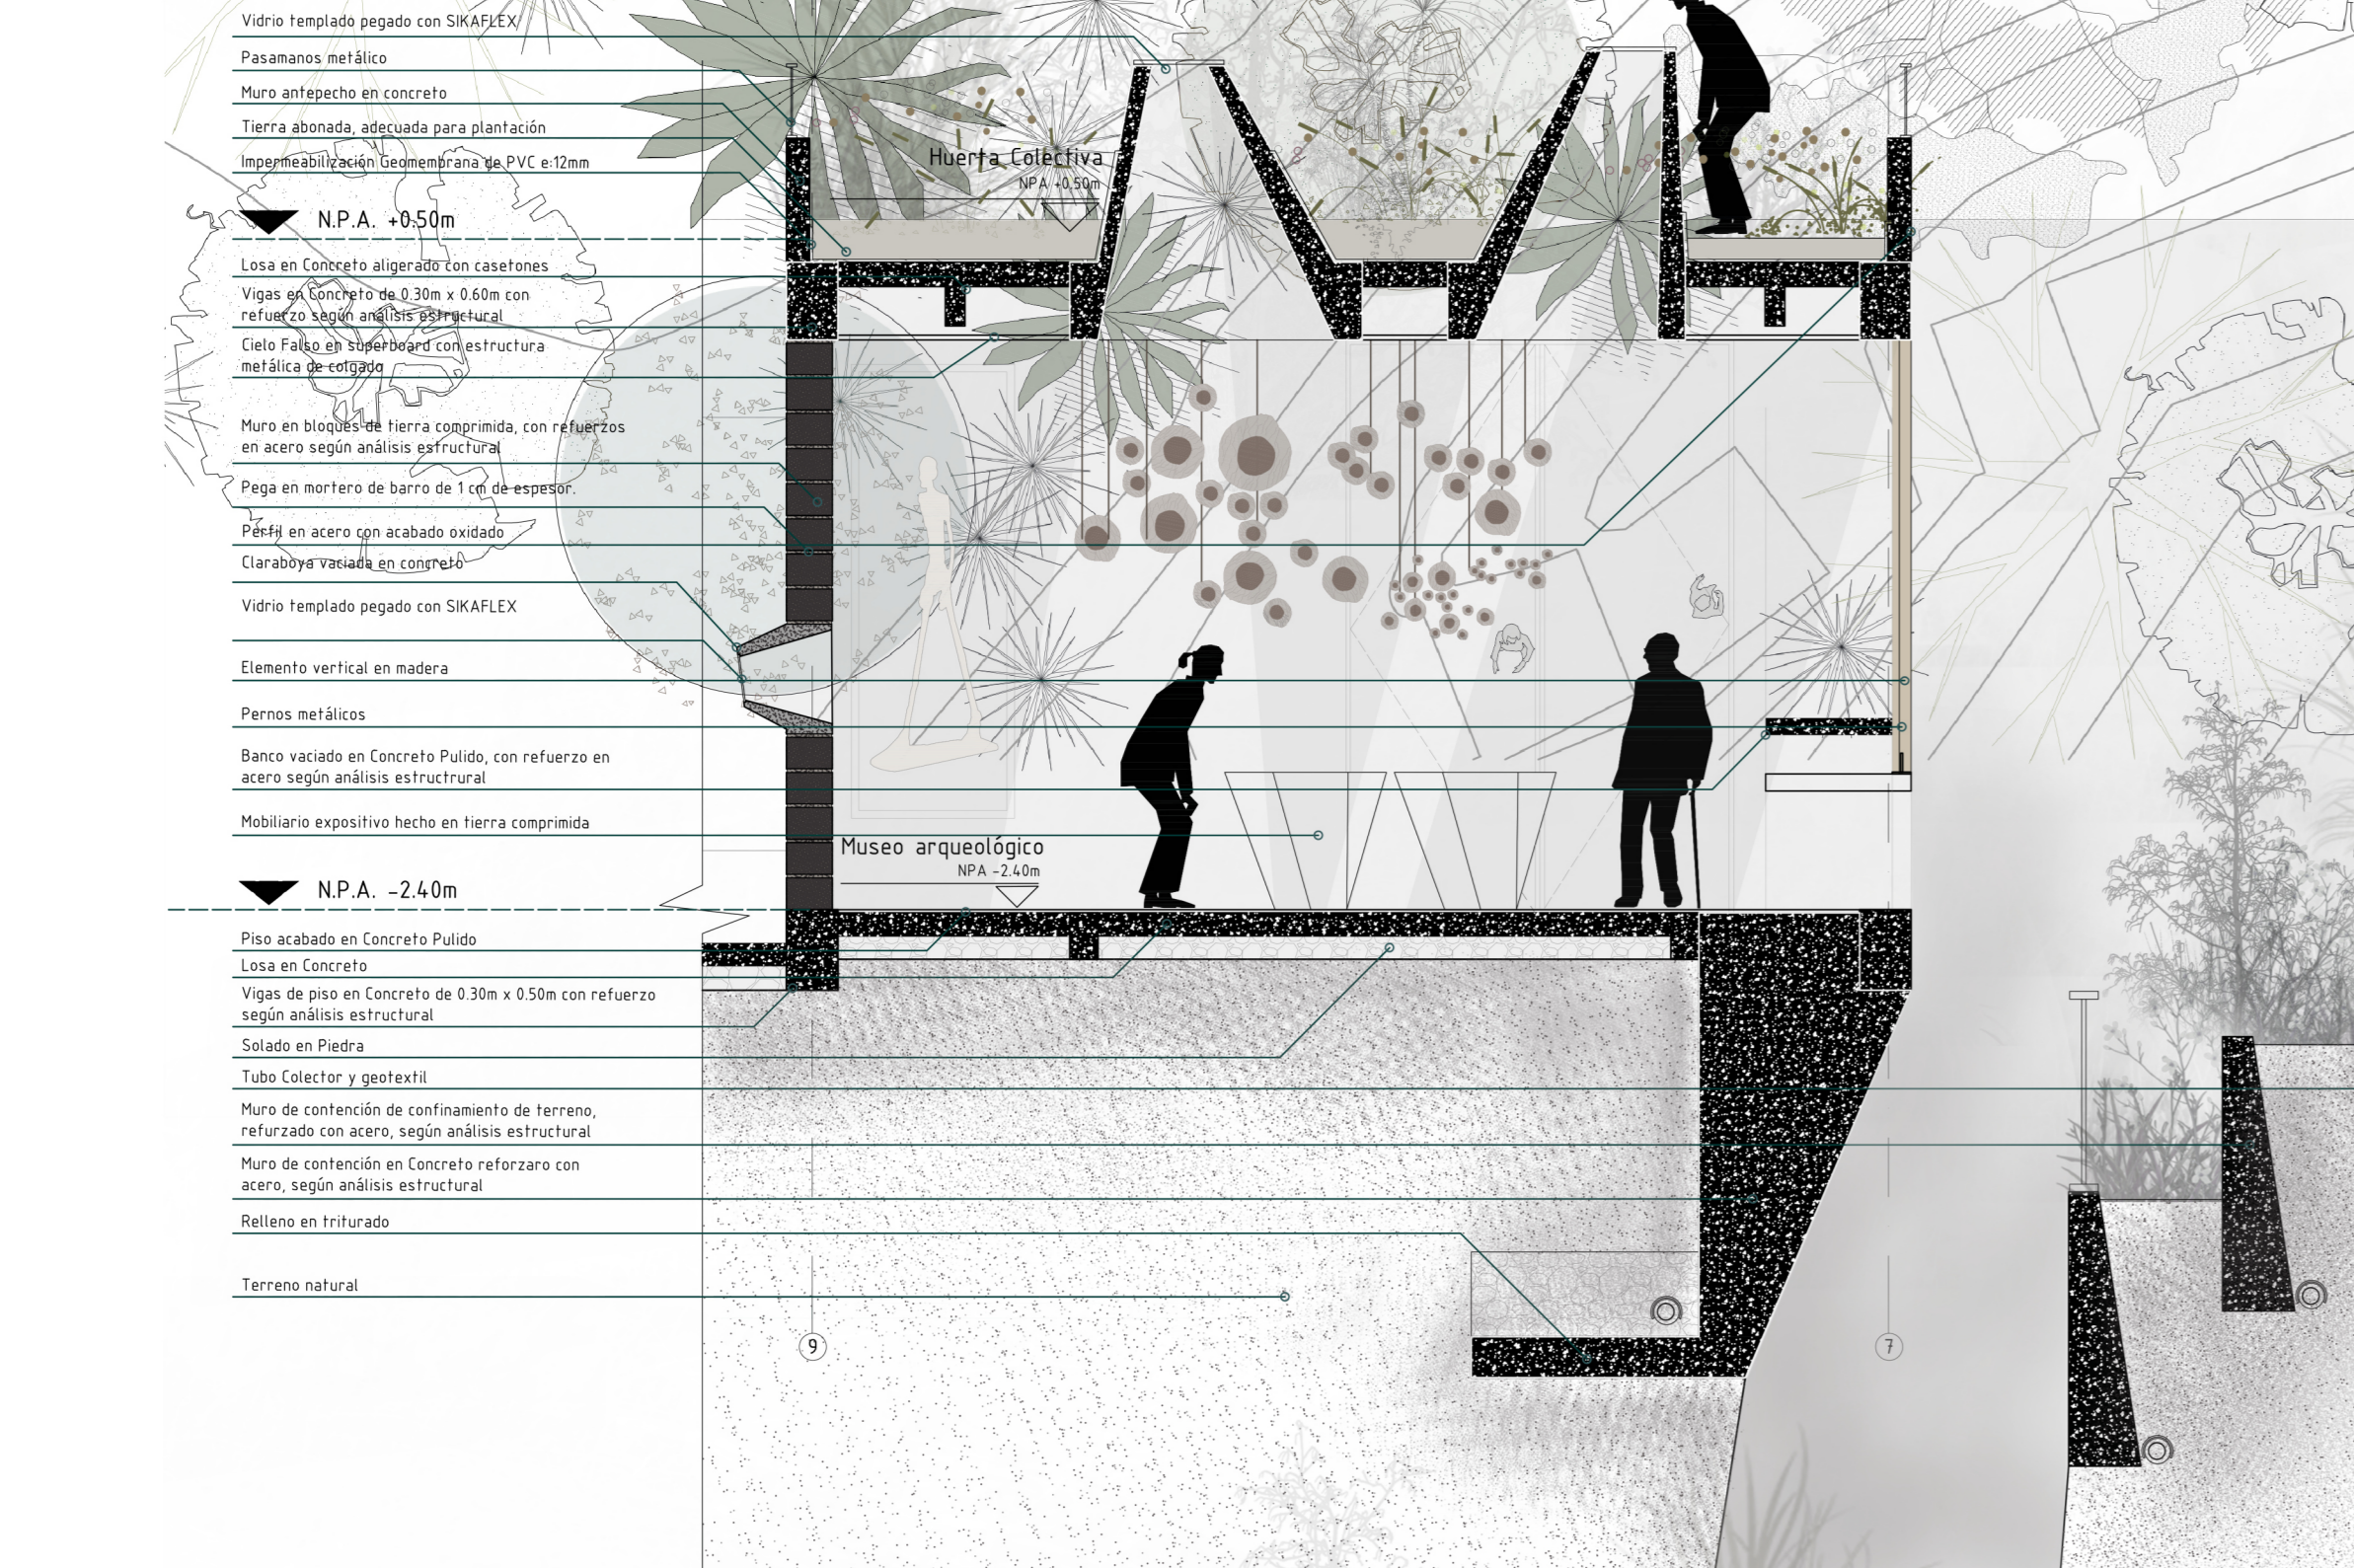 Vidrio templado pegado con SIKAFLEX
Pasamanos metálico
Muro antepecho en concreto
Tierra abonada, adecuada para plantación
Impermeabilización Geomembrana de PVC e:12mm
Huerta Colectiva
NPA +0.50m
N.P.A. +0.50m
Losa en Concreto aligerado con casetones
Vigas en Concreto de 0.30m x 0.60m con
refuerzo según análisis estructural
Cielo Falso en superboard con estructura
metálica de colgado
Muro en bloques de tierra comprimida, con refuerzos
en acero según análisis estructural
Pega en mortero de barro de 1 cm de espesor.
Perfil en acero con acabado oxidado
Claraboya vaciada en concreto
Vidrio templado pegado con SIKAFLEX
Elemento vertical en madera
Pernos metálicos
Banco vaciado en Concreto Pulido, con refuerzo en
acero según análisis estructrural
Mobiliario expositivo hecho en tierra comprimida
Museo arqueológico
NPA -2.40m
N.P.A. -2.40m
Piso acabado en Concreto Pulido
Losa en Concreto
Vigas de piso en Concreto de 0.30m x 0.50m con refuerzo
según análisis estructural
Solado en Piedra
Tubo Colector y geotextil
Muro de contención de confinamiento de terreno,
refurzado con acero, según análisis estructural
Muro de contención en Concreto reforzaro con
acero, según análisis estructural
Relleno en triturado
Terreno natural
9
7